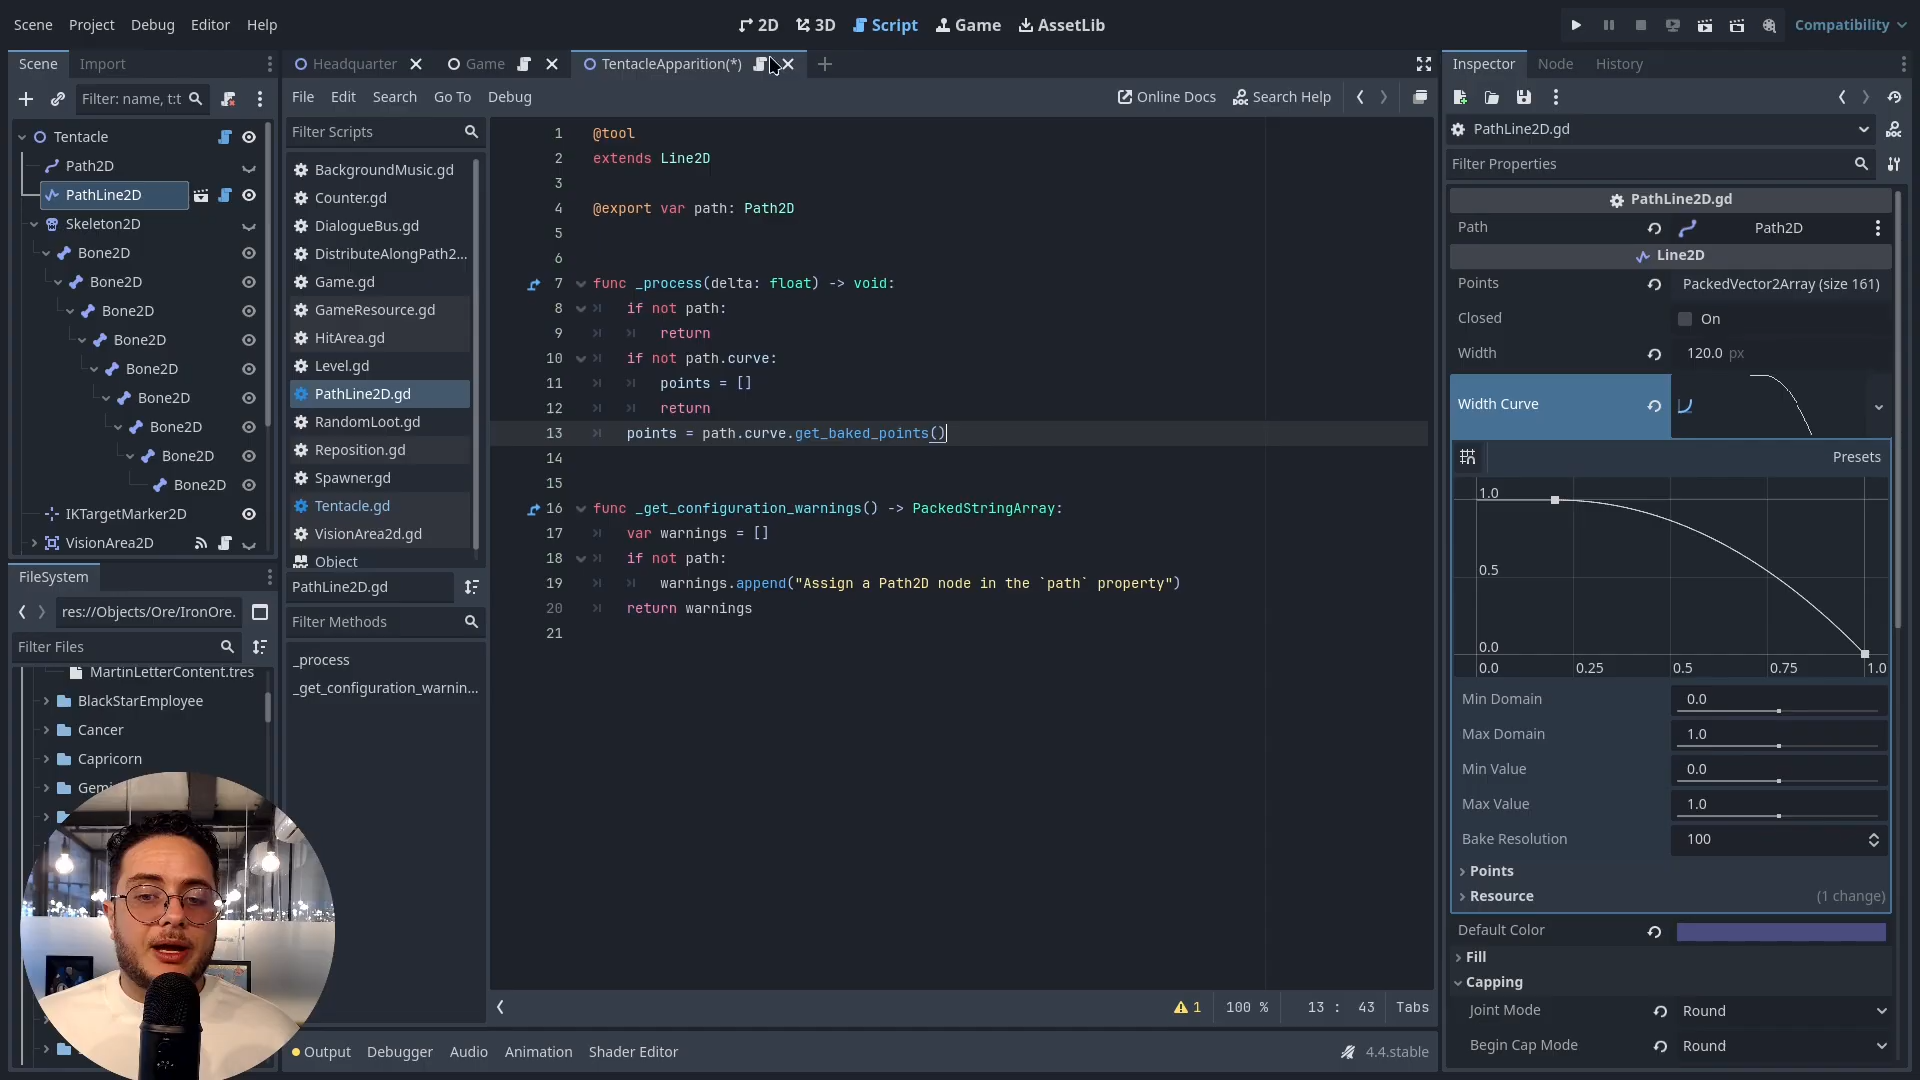 Scene Project Debug Editor Help
2D 3D Script Game AssetLib
Compatibility
Scene Import
Filter: name, t:t
Tentacle
Path2D
PathLine2D
Skeleton2D
Bone2D
Bone2D
Bone2D
Bone2D
Bone2D
Bone2D
Bone2D
Bone2D
Bone2D
IKTargetMarker2D
VisionArea2D
FileSystem
res://Objects/Ore/IronOre.
Filter Files
MartinLetterContent.tres
BlackStarEmployee
Cancer
Capricorn
Gemi
Headquarter Game TentacleApparition(*)
File Edit Search Go To Debug
Online Docs Search Help
Filter Scripts
BackgroundMusic.gd
Counter.gd
DialogueBus.gd
DistributeAlongPath2...
Game.gd
GameResource.gd
HitArea.gd
Level.gd
PathLine2D.gd
RandomLoot.gd
Reposition.gd
Spawner.gd
Tentacle.gd
VisionArea2d.gd
Object
PathLine2D.gd
Filter Methods
_process
_get_configuration_warnin...
1 @tool
2 extends Line2D
3
4 @export var path: Path2D
5
6
7 func _process(delta: float) -> void:
8 if not path:
9 return
10 if not path.curve:
11 points = []
12 return
13 points = path.curve.get_baked_points()
14
15
16 func _get_configuration_warnings() -> PackedStringArray:
17 var warnings = []
18 if not path:
19 warnings.append("Assign a Path2D node in the `path` property")
20 return warnings
21
1 100 % 13 : 43 Tabs
Output Debugger Audio Animation Shader Editor
4.4.stable
Inspector Node History
PathLine2D.gd
Filter Properties
PathLine2D.gd
Path Path2D
Line2D
Points PackedVector2Array (size 161)
Closed On
Width 120.0 px
Width Curve
Presets
1.0
0.5
0.0
0.0 0.25 0.5 0.75 1.0
Min Domain 0.0
Max Domain 1.0
Min Value 0.0
Max Value 1.0
Bake Resolution 100
Points
Resource (1 change)
Default Color
Fill
Capping
Joint Mode Round
Begin Cap Mode Round